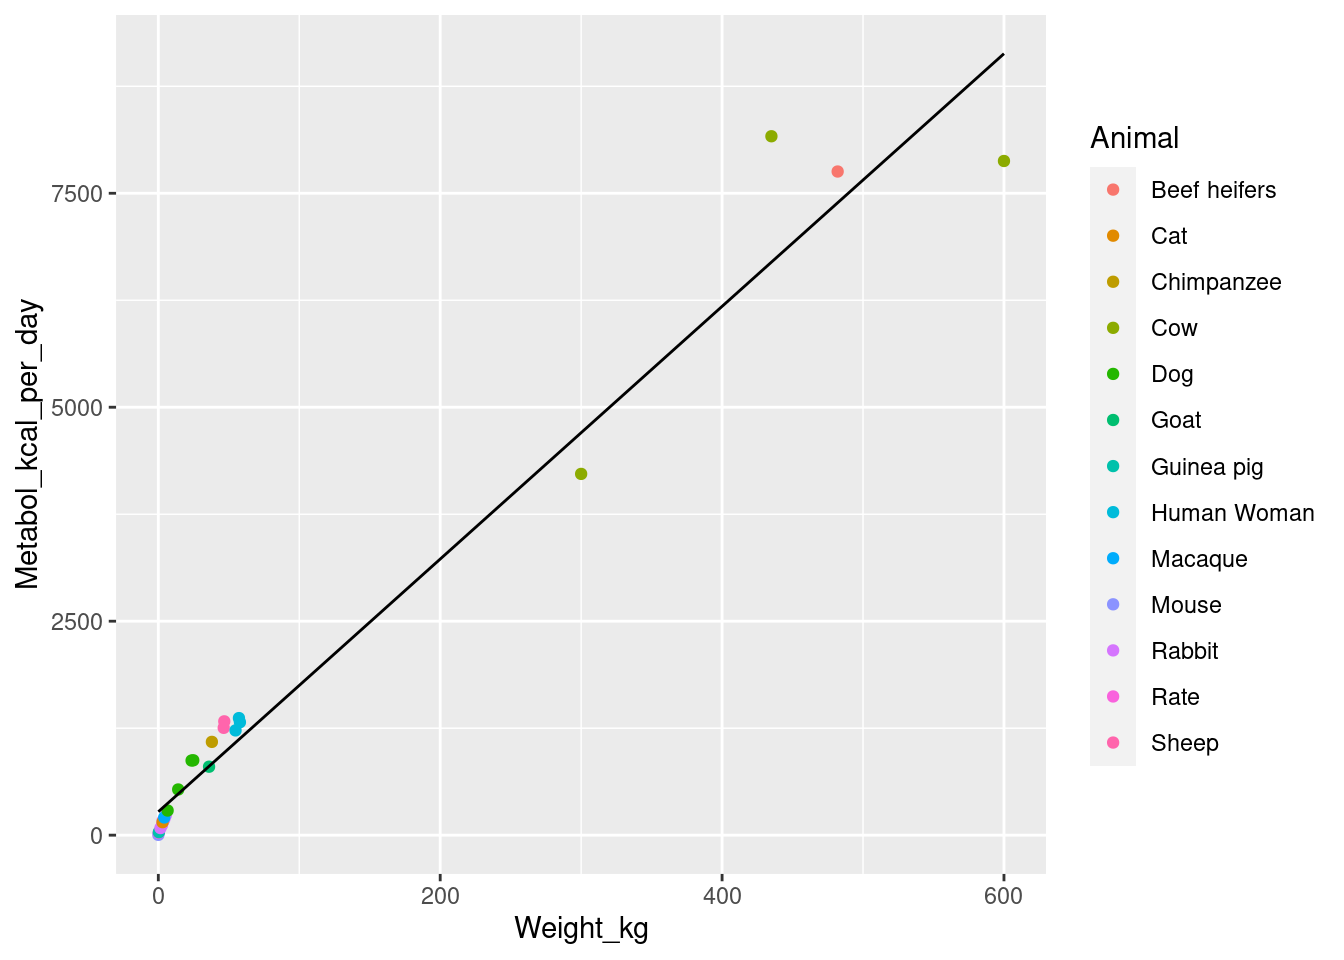 Metabol_kcal_per_day
7500
5000
2500
0
0 200 400 600
Weight_kg
Animal
Beef heifers
Cat
Chimpanzee
Cow
Dog
Goat
Guinea pig
Human Woman
Macaque
Mouse
Rabbit
Rate
Sheep